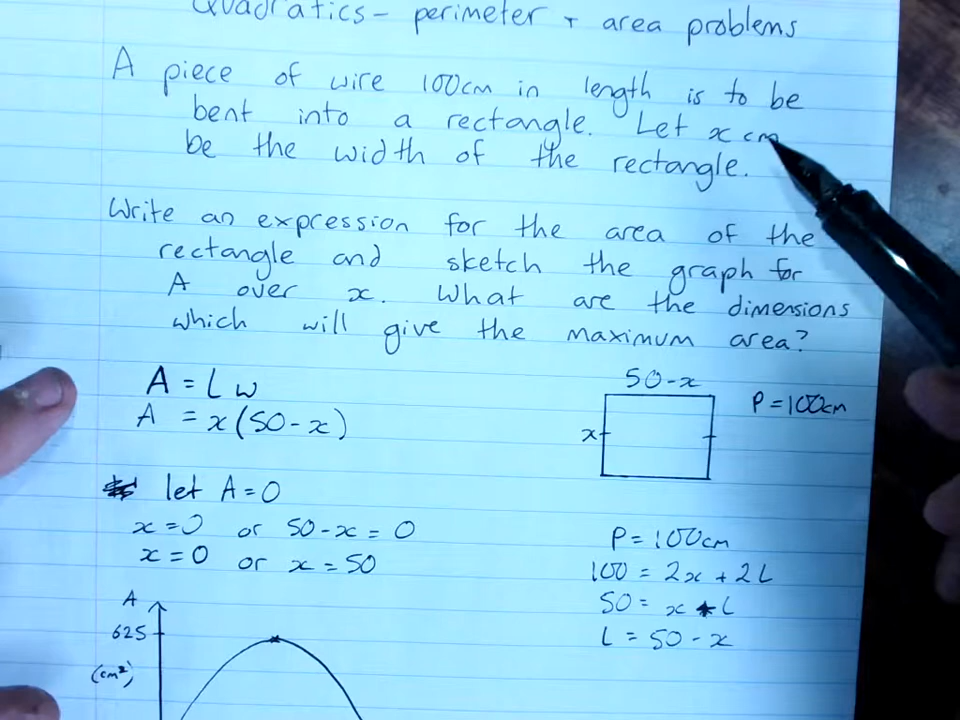 Quadratics - perimeter + area problems
A piece of wire 100cm in length is to be
bent into a rectangle. Let x cm
be the width of the rectangle.
Write an expression for the area of the
rectangle and sketch the graph for
A over x. What are the dimensions
which will give the maximum area?
A = L w
A = x(50-x)
50-x
P = 100cm
x
let A = 0
x = 0 or 50-x = 0
x = 0 or x = 50
P = 100cm
100 = 2x + 2L
50 = x + L
L = 50 - x
A
625
(cm²)